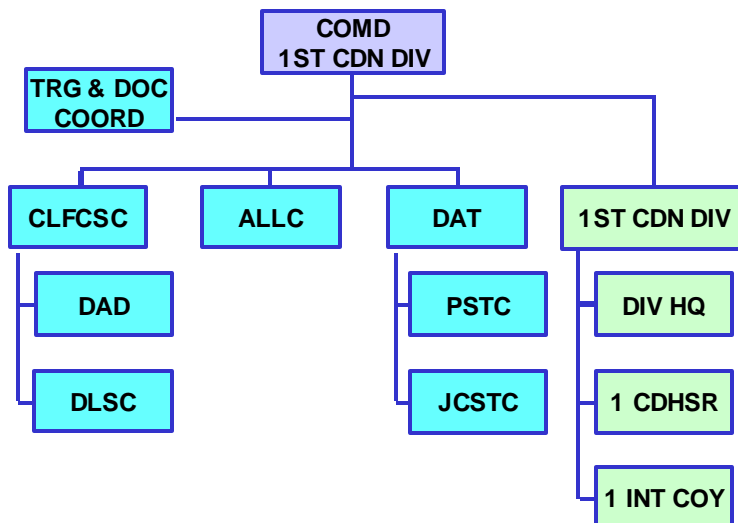 COMD
1ST CDN DIV
TRG & DOC
COORD
CLFCSC
ALLC
DAT
1ST CDN DIV
DAD
PSTC
DIV HQ
DLSC
JCSTC
1 CDHSR
1 INT COY